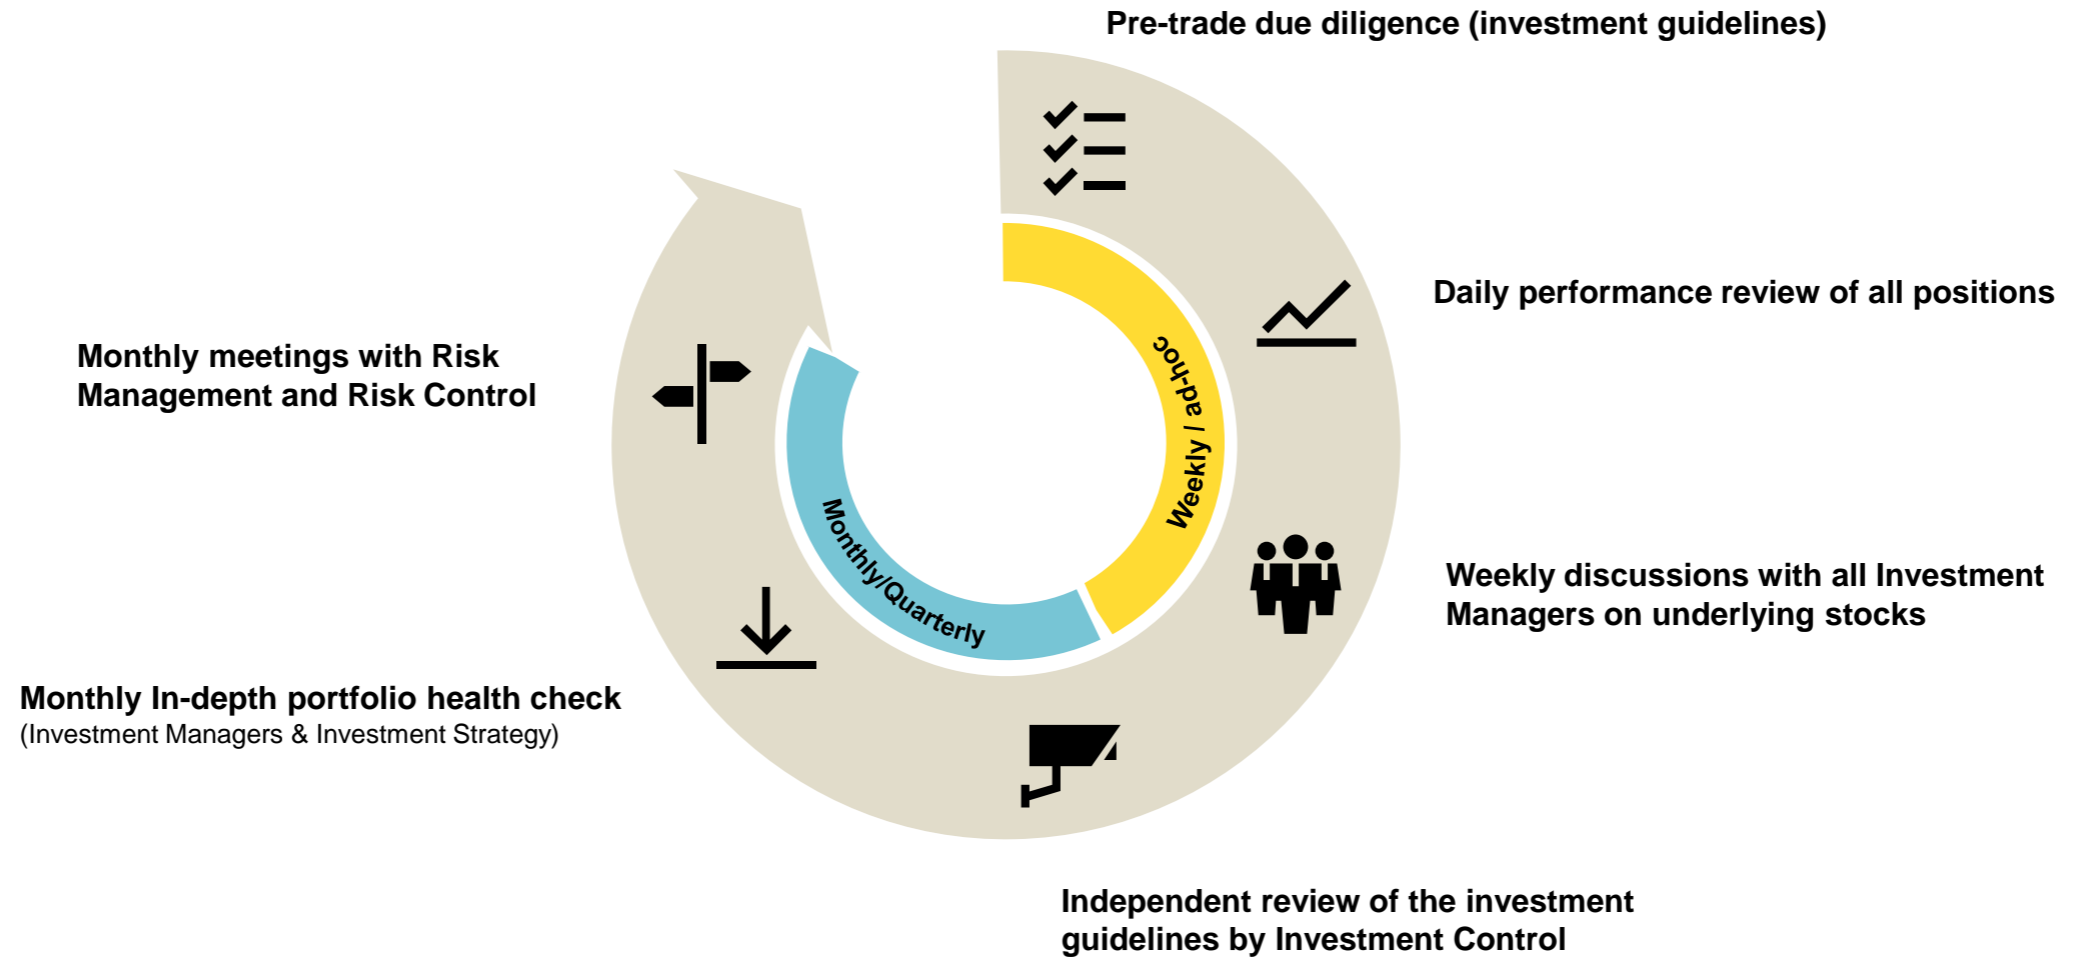 Pre-trade due diligence (investment guidelines)
Daily performance review of all positions
Weekly discussions with all Investment
Managers on underlying stocks
Independent review of the investment
guidelines by Investment Control
Monthly In-depth portfolio health check
(Investment Managers & Investment Strategy)
Monthly meetings with Risk
Management and Risk Control
Weekly / ad-hoc
Monthly/Quarterly